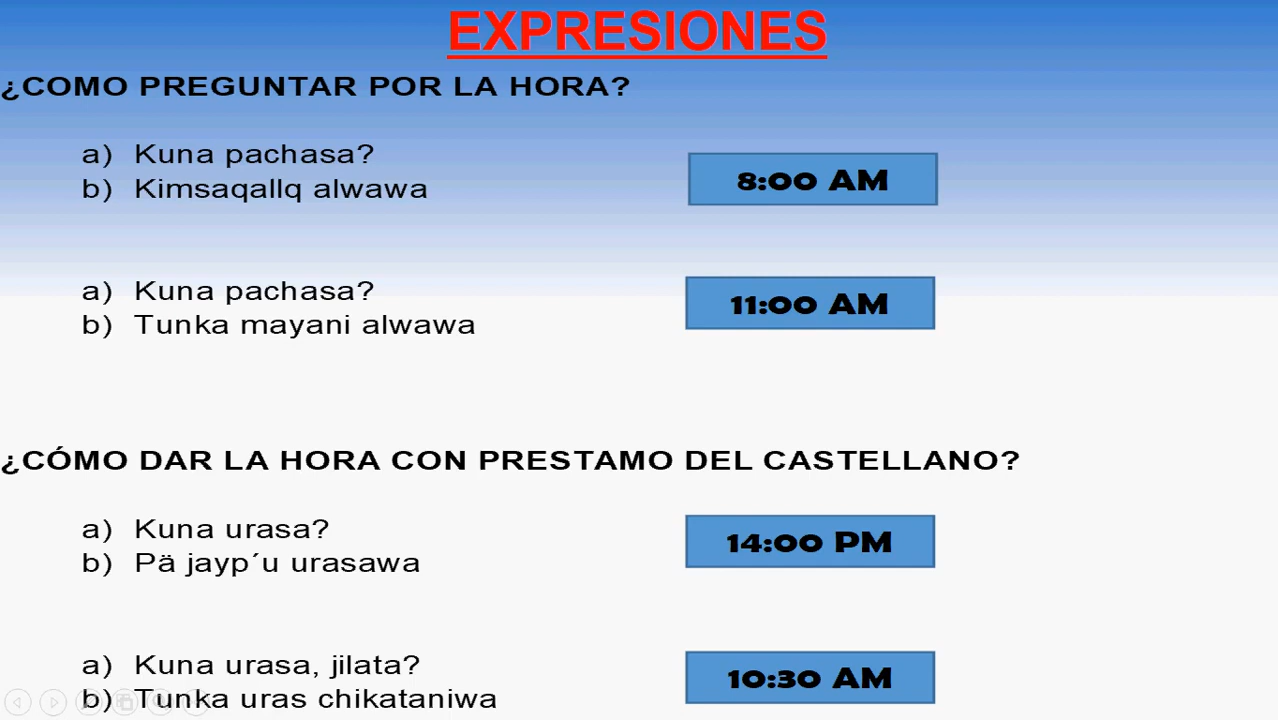 EXPRESIONES
¿COMO PREGUNTAR POR LA HORA?
a) Kuna pachasa?
b) Kimsaqallq alwawa
8:00 AM
a) Kuna pachasa?
b) Tunka mayani alwawa
11:00 AM
¿CÓMO DAR LA HORA CON PRESTAMO DEL CASTELLANO?
a) Kuna urasa?
b) Pä jayp´u urasawa
14:00 PM
a) Kuna urasa, jilata?
b) Tunka uras chikataniwa
10:30 AM